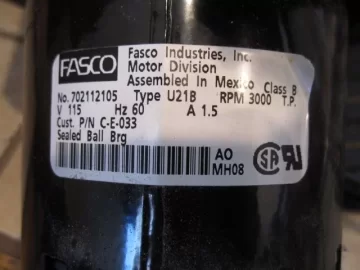 FASCO
Fasco Industries, Inc.
Motor Division
Assembled In Mexico Class B
No. 702112105 Type U21B RPM 3000 T.P.
V 115 Hz 60 A 1.5
Cust. P/N C-E-033
Sealed Ball Brg
AO
MH08